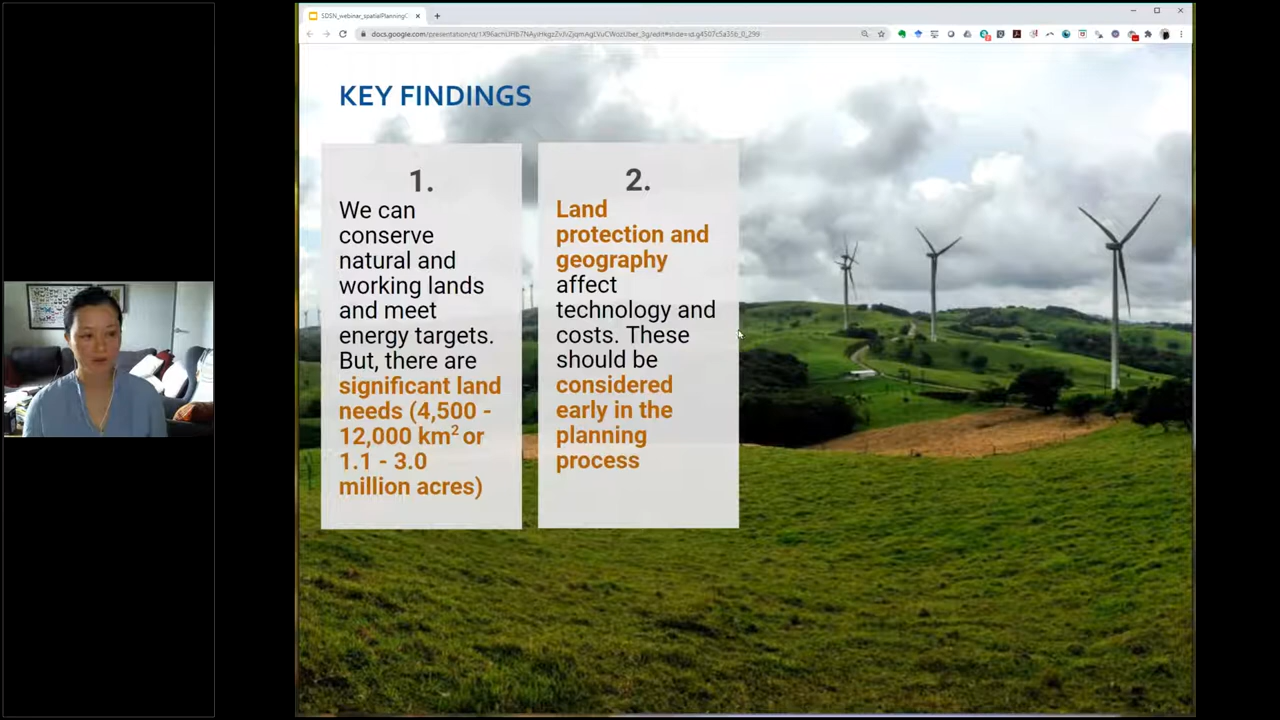 SDSN_webinar_spatialPlanning
KEY FINDINGS
1.
We can
conserve
natural and
working lands
and meet
energy targets.
But, there are
significant land
needs (4,500 -
12,000 km² or
1.1 - 3.0
million acres)
2.
Land
protection and
geography
affect
technology and
costs. These
should be
considered
early in the
planning
process